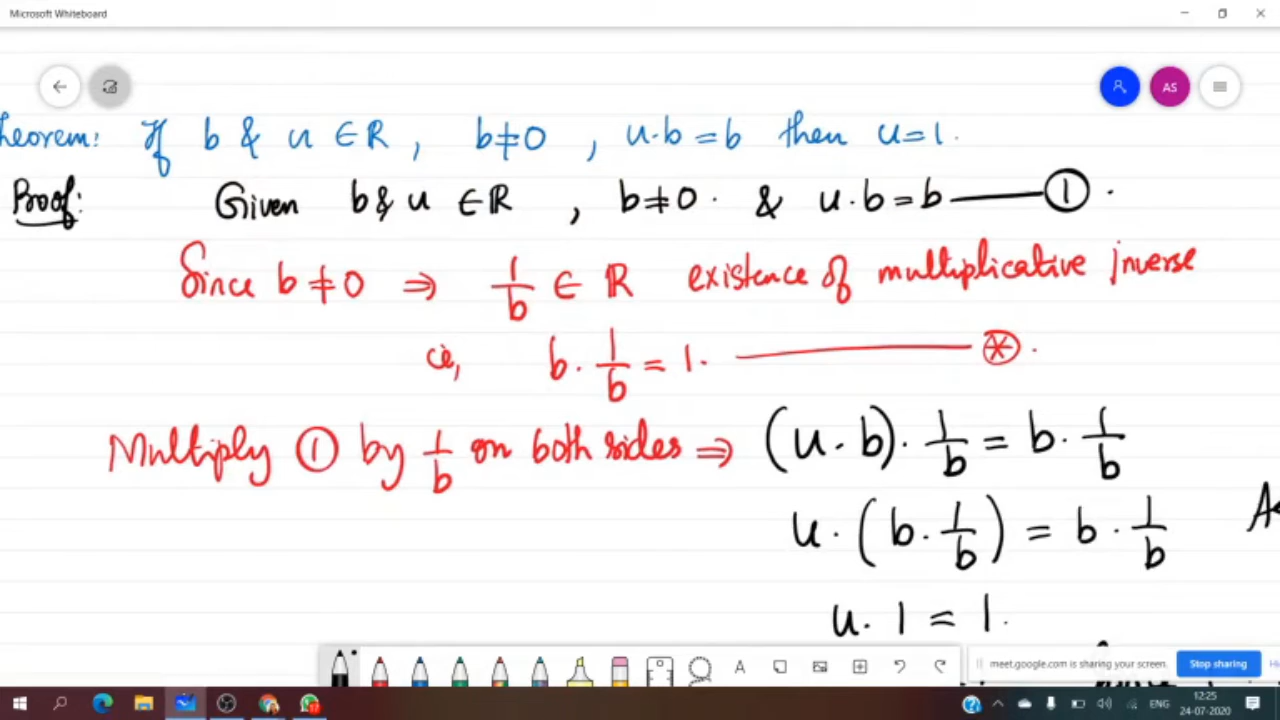 Microsoft Whiteboard
AS
heorem: If b & u ∈ R, b≠0, u·b=b then u=1.
Proof: Given b & u ∈ ℝ, b≠0. & u·b=b —— ①.
Since b≠0 ⇒ 1/b ∈ ℝ existence of multiplicative inverse
ie, b·1/b = 1. —— ⊛.
Multiply ① by 1/b on both sides ⇒ (u·b)·1/b = b·1/b
u·(b·1/b) = b·1/b
u·1 = 1.
A
meet.google.com is sharing your screen.
Stop sharing
ENG
12:25
24-07-2020